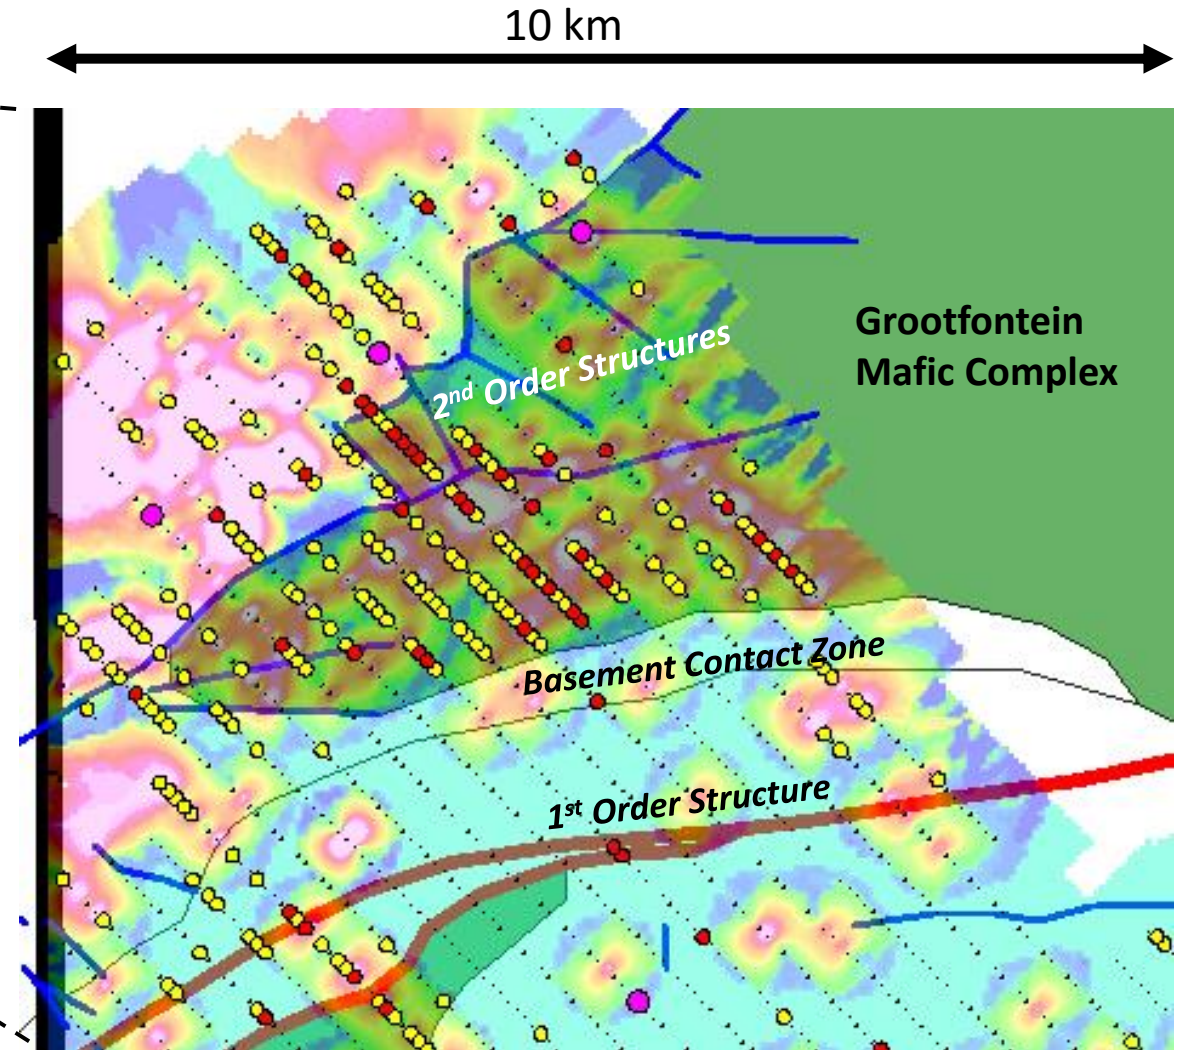 10 km
Grootfontein
Mafic Complex
2nd Order Structures
Basement Contact Zone
1st Order Structure